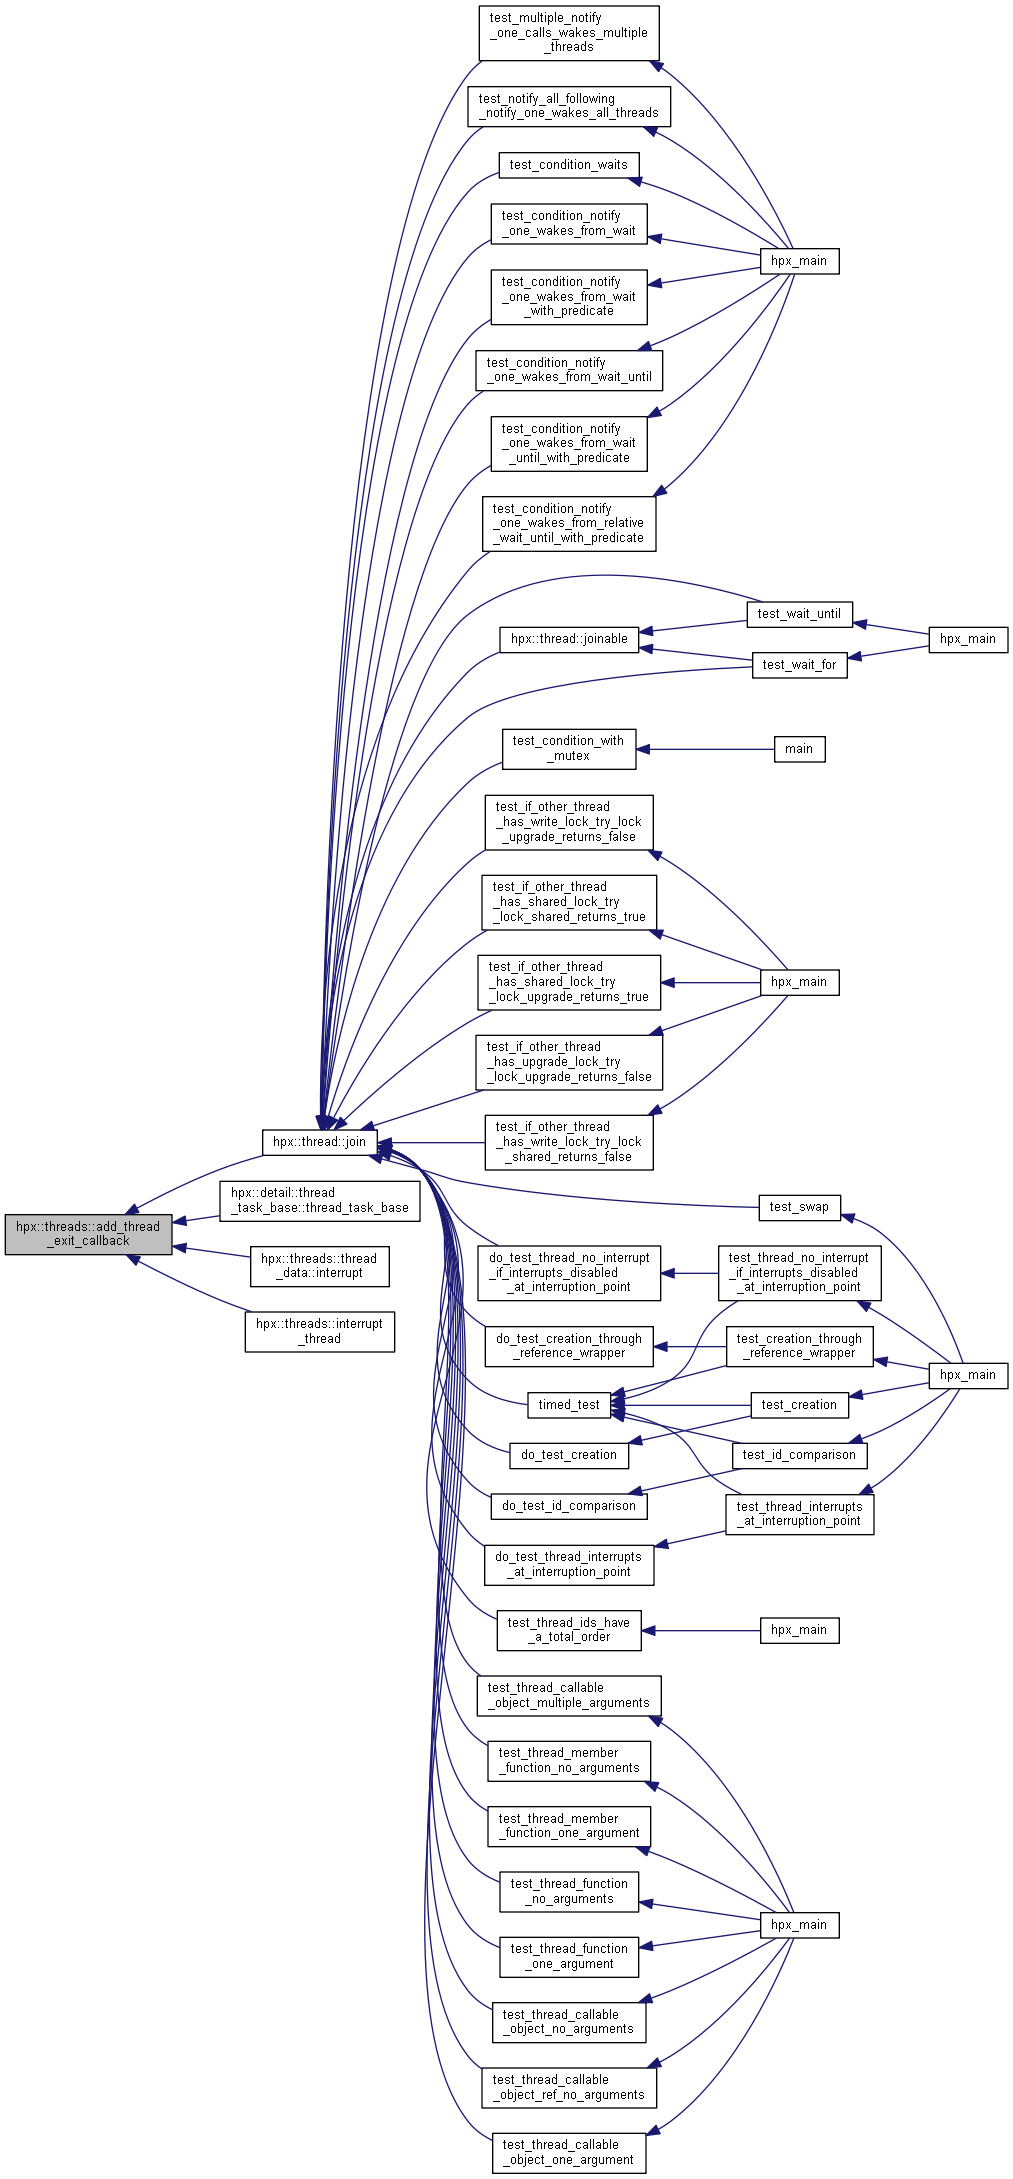 test_multiple_notify
_one_calls_wakes_multiple
_threads
test_notify_all_following
_notify_one_wakes_all_threads
test_condition_waits
test_condition_notify
_one_wakes_from_wait
hpx_main
test_condition_notify
_one_wakes_from_wait
_with_predicate
test_condition_notify
_one_wakes_from_wait_until
test_condition_notify
_one_wakes_from_wait
_until_with_predicate
test_condition_notify
_one_wakes_from_relative
_wait_until_with_predicate
test_wait_until
hpx::thread::joinable
hpx_main
test_wait_for
test_condition_with
_mutex
main
test_if_other_thread
_has_write_lock_try_lock
_upgrade_returns_false
test_if_other_thread
_has_shared_lock_try
_lock_shared_returns_true
test_if_other_thread
_has_shared_lock_try
_lock_upgrade_returns_true
hpx_main
test_if_other_thread
_has_upgrade_lock_try
_lock_upgrade_returns_false
test_if_other_thread
_has_write_lock_try_lock
_shared_returns_false
hpx::thread::join
hpx::detail::thread
_task_base::thread_task_base
test_swap
hpx::threads::add_thread
_exit_callback
hpx::threads::thread
_data::interrupt
do_test_thread_no_interrupt
_if_interrupts_disabled
_at_interruption_point
test_thread_no_interrupt
_if_interrupts_disabled
_at_interruption_point
hpx::threads::interrupt
_thread
do_test_creation_through
_reference_wrapper
test_creation_through
_reference_wrapper
hpx_main
timed_test
test_creation
do_test_creation
test_id_comparison
do_test_id_comparison
test_thread_interrupts
_at_interruption_point
do_test_thread_interrupts
_at_interruption_point
test_thread_ids_have
_a_total_order
hpx_main
test_thread_callable
_object_multiple_arguments
test_thread_member
_function_no_arguments
test_thread_member
_function_one_argument
test_thread_function
_no_arguments
hpx_main
test_thread_function
_one_argument
test_thread_callable
_object_no_arguments
test_thread_callable
_object_ref_no_arguments
test_thread_callable
_object_one_argument